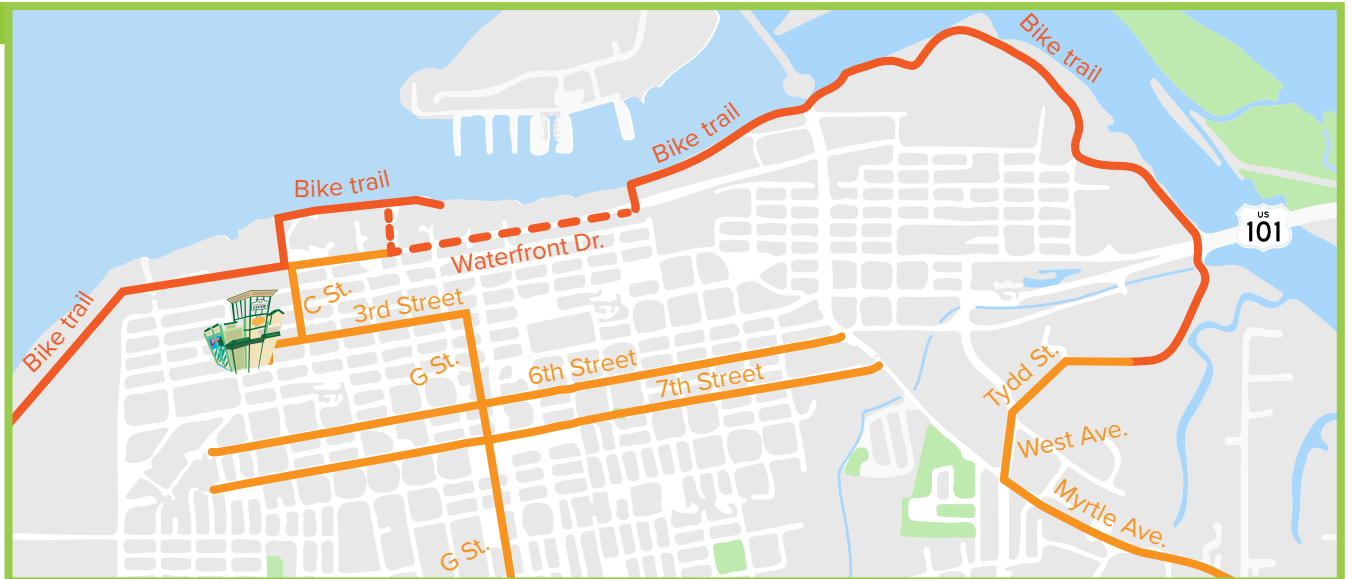 Bike trail
Bike trail
Bike trail
US
101
Waterfront Dr.
Bike trail
C St.
3rd Street
G St.
6th Street
7th Street
Tydd St.
West Ave.
Myrtle Ave.
G St.